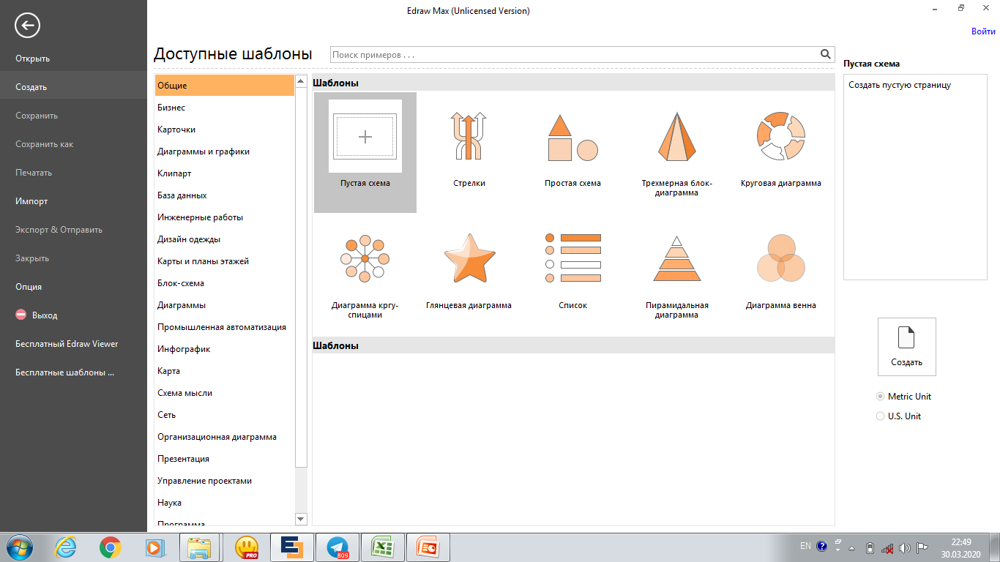 Edraw Max (Unlicensed Version)
Войти
Открыть
Создать
Сохранить
Сохранить как
Печатать
Импорт
Экспорт & Отправить
Закрыть
Опция
Выход
Бесплатный Edraw Viewer
Бесплатные шаблоны ...
Доступные шаблоны
Поиск примеров . . .
Общие
Бизнес
Карточки
Диаграммы и графики
Клипарт
База данных
Инженерные работы
Дизайн одежды
Карты и планы этажей
Блок-схема
Диаграммы
Промышленная автоматизация
Инфографик
Карта
Схема мысли
Сеть
Организационная диаграмма
Презентация
Управление проектами
Наука
Программа
Шаблоны
Пустая схема
Стрелки
Простая схема
Трехмерная блок-
диаграмма
Круговая диаграмма
Диаграмма кргу-
спицами
Глянцевая диаграмма
Список
Пирамидальная
диаграмма
Диаграмма венна
Шаблоны
Пустая схема
Создать пустую страницу
Создать
Metric Unit
U.S. Unit
PRO
809
EN
22:49
30.03.2020